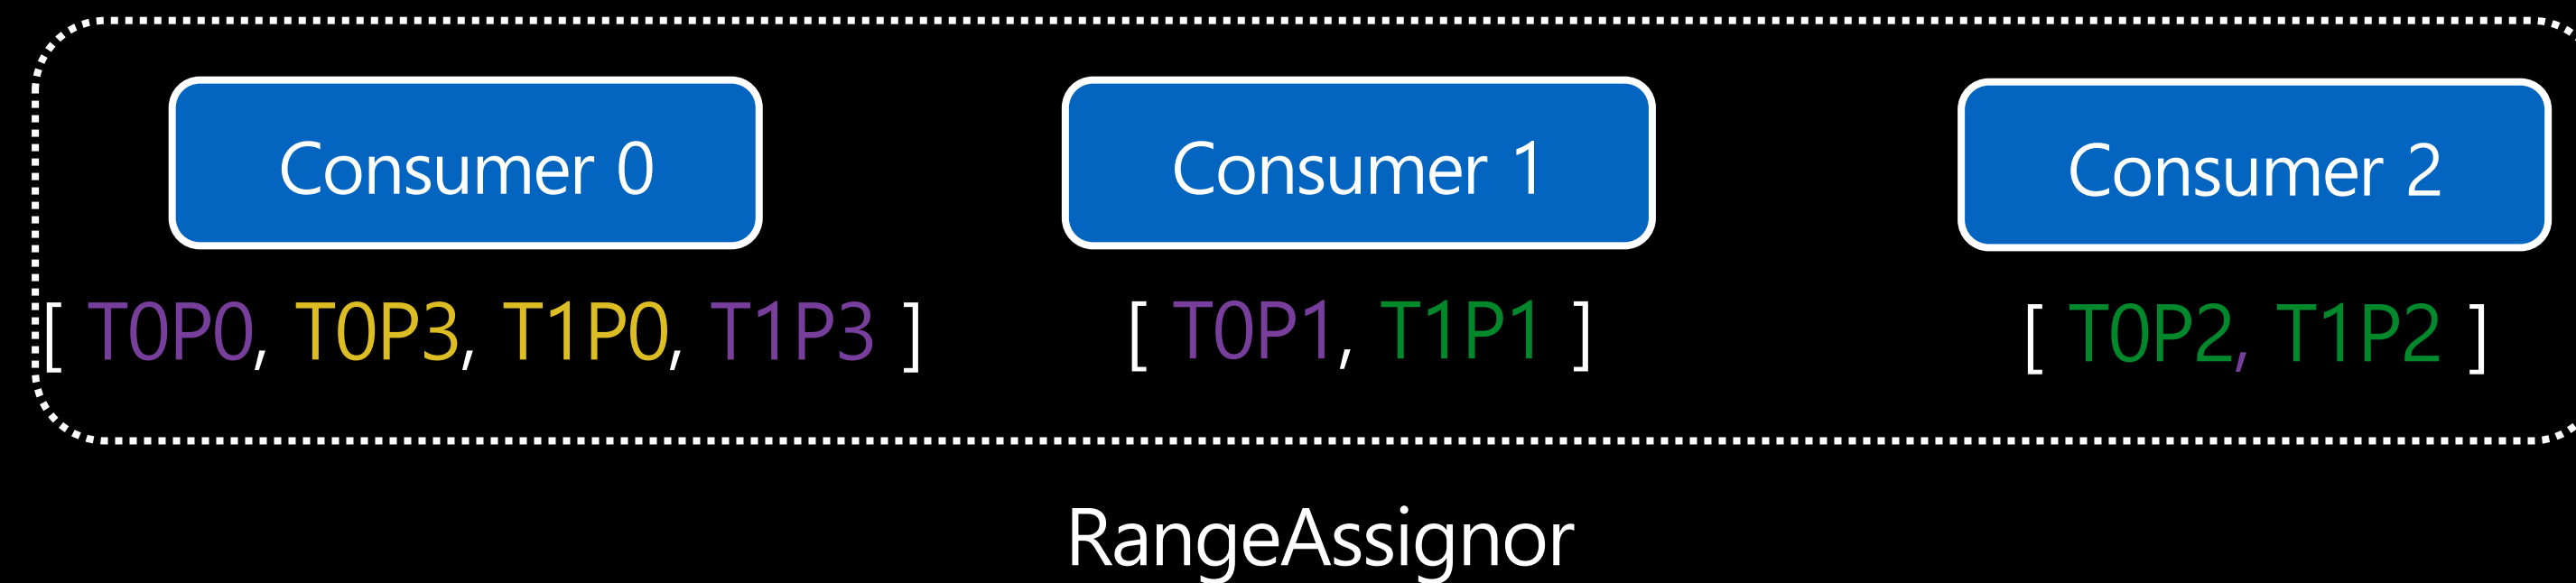 Consumer 0 Consumer 1 Consumer 2
[ T0P0, T0P3, T1P0, T1P3 ] [ T0P1, T1P1 ] [ T0P2, T1P2 ]
RangeAssignor